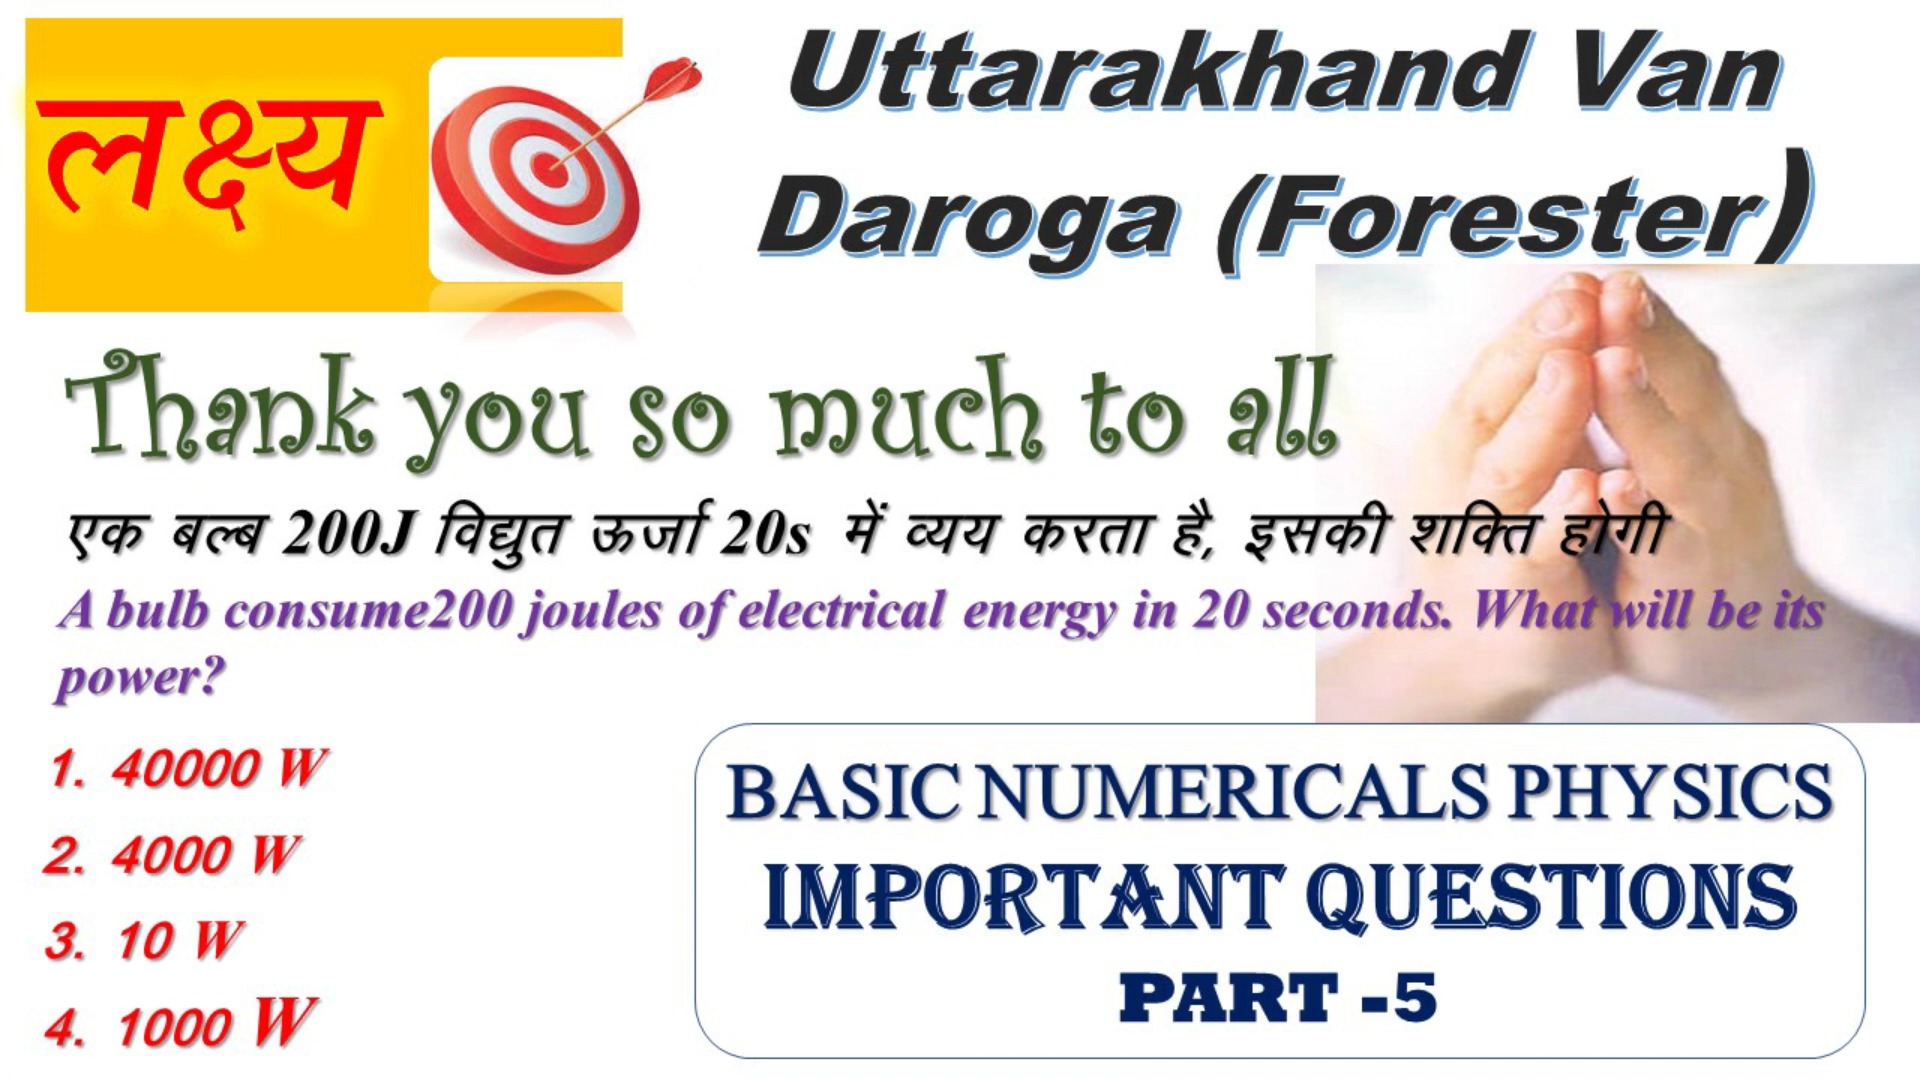 लक्ष्य
Uttarakhand Van
Daroga (Forester)
Thank you so much to all
एक बल्ब 200J विद्युत ऊर्जा 20s में व्यय करता है, इसकी शक्ति होगी
A bulb consume200 joules of electrical energy in 20 seconds. What will be its
power?
1. 40000 W
2. 4000 W
3. 10 W
4. 1000 W
BASIC NUMERICALS PHYSICS
IMPORTANT QUESTIONS
PART -5